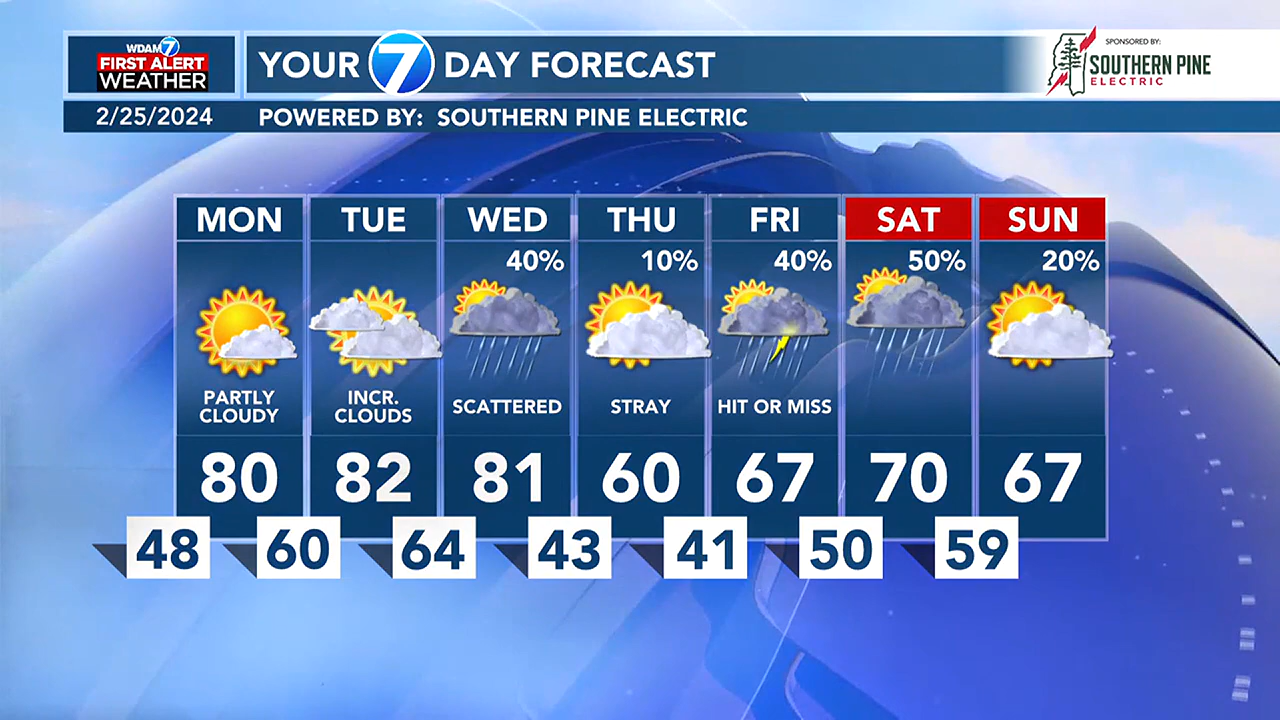 WDAM 7
FIRST ALERT
WEATHER
YOUR 7 DAY FORECAST
SPONSORED BY:
SOUTHERN PINE
ELECTRIC
2/25/2024
POWERED BY: SOUTHERN PINE ELECTRIC
MON TUE WED THU FRI SAT SUN
40% 10% 40% 50% 20%
PARTLY CLOUDY
INCR. CLOUDS
SCATTERED
STRAY
HIT OR MISS
80 82 81 60 67 70 67
48 60 64 43 41 50 59